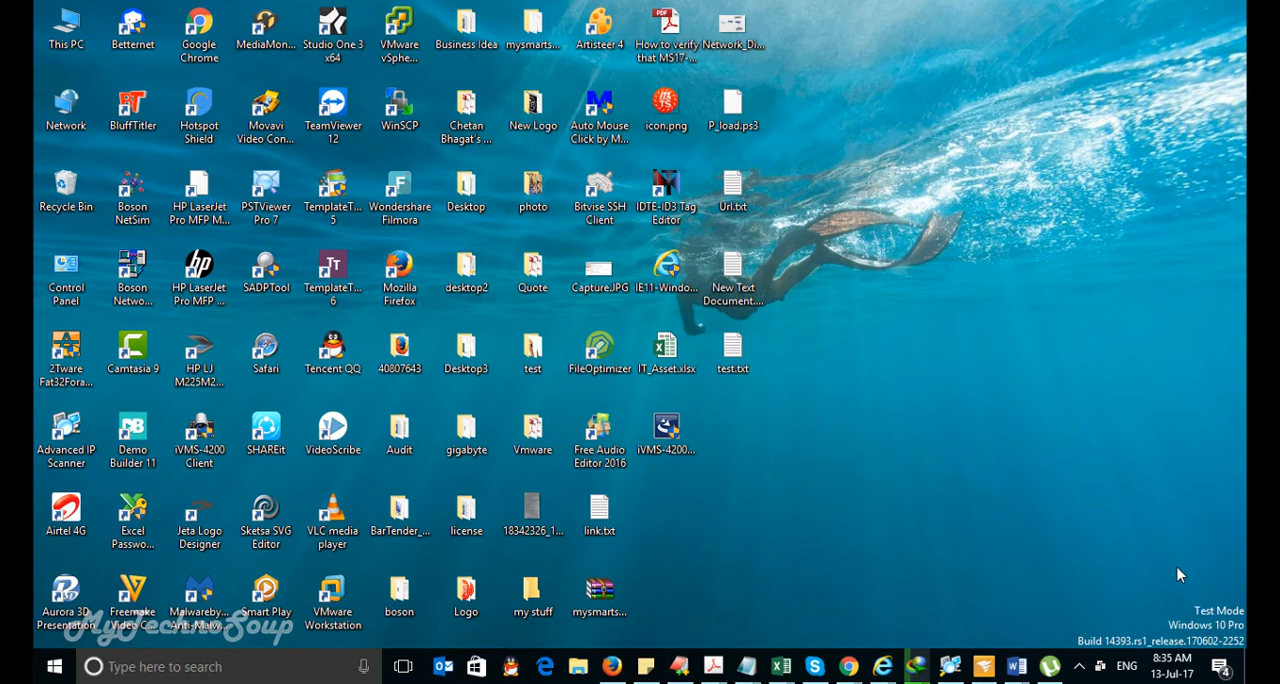 This PC
Betternet
Google
Chrome
MediaMon...
Studio One 3
x64
VMware
vSphe...
Business Idea
mysmarts...
Artisteer 4
How to verify
that MS17-...
Network_Di...
Network
BluffTitler
Hotspot
Shield
Movavi
Video Con...
TeamViewer
12
WinSCP
Chetan
Bhagat's ...
New Logo
Auto Mouse
Click by M...
icon.png
P_load.ps3
Recycle Bin
Boson
NetSim
HP LaserJet
Pro MFP M...
PSTViewer
Pro 7
TemplateT...
5
Wondershare
Filmora
Desktop
photo
Bitvise SSH
Client
IDTE-ID3 Tag
Editor
Url.txt
Control
Panel
Boson
Netwo...
HP LaserJet
Pro MFP ...
SADPTool
TemplateT...
6
Mozilla
Firefox
desktop2
Quote
Capture.JPG
IE11-Windo...
New Text
Document....
2Tware
Fat32Fora...
Camtasia 9
HP LJ
M225M2...
Safari
Tencent QQ
40807643
Desktop3
test
FileOptimizer
IT_Asset.xlsx
test.txt
Advanced IP
Scanner
Demo
Builder 11
iVMS-4200
Client
SHAREit
VideoScribe
Audit
gigabyte
Vmware
Free Audio
Editor 2016
iVMS-4200...
Airtel 4G
Excel
Passwo...
Jeta Logo
Designer
Sketsa SVG
Editor
VLC media
player
BarTender_...
license
18342326_1...
link.txt
Aurora 3D
Presentation
Freemake
Video C...
Malwareby...
Anti-Malw...
Smart Play
VMware
Workstation
boson
Logo
my stuff
mysmarts...
MyTechnoSoup
Test Mode
Windows 10 Pro
Build 14393.rs1_release.170602-2252
Type here to search
ENG
8:35 AM
13-Jul-17
4